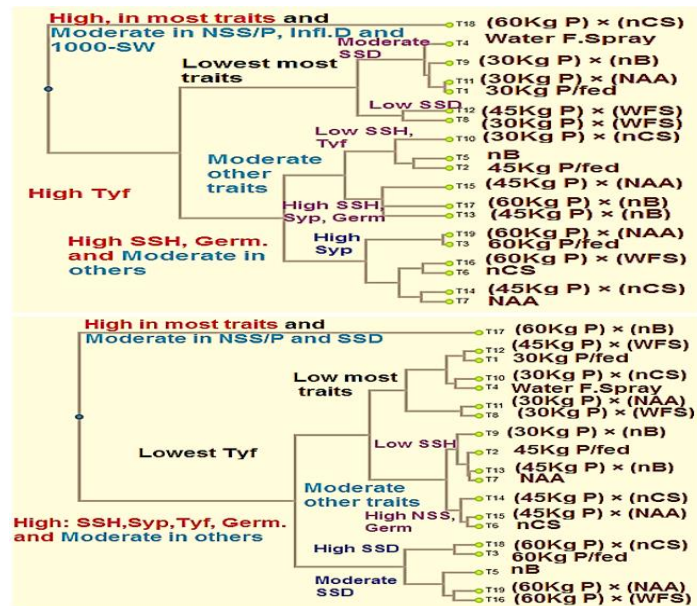 High, in most traits and
Moderate in NSS/P, Infl.D and
1000-SW
T18 (60Kg P) × (nCS)
Moderate
SSD
T4 Water F.Spray
Lowest most
traits
T9 (30Kg P) × (nB)
T11 (30Kg P) × (NAA)
T1 30Kg P/fed
Low SSD
T12 (45Kg P) × (WFS)
T8 (30Kg P) × (WFS)
Low SSH,
Tyf
T10 (30Kg P) × (nCS)
Moderate
other
traits
T5 nB
T2 45Kg P/fed
High Tyf
T15 (45Kg P) × (NAA)
High SSH,
Syp, Germ
T17 (60Kg P) × (nB)
T13 (45Kg P) × (nB)
High SSH, Germ.
and Moderate in
others
High
Syp
T19 (60Kg P) × (NAA)
T3 60Kg P/fed
T16 (60Kg P) × (WFS)
T6 nCS
T14 (45Kg P) × (nCS)
T7 NAA
High in most traits and
Moderate in NSS/P and SSD
T17 (60Kg P) × (nB)
T12 (45Kg P) × (WFS)
T1 30Kg P/fed
Low most
traits
T10 (30Kg P) × (nCS)
T4 Water F.Spray
T11 (30Kg P) × (NAA)
T8 (30Kg P) × (WFS)
Lowest Tyf
Low SSH
T9 (30Kg P) × (nB)
T2 45Kg P/fed
T13 (45Kg P) × (nB)
T7 NAA
Moderate
other traits
T14 (45Kg P) × (nCS)
High NSS,
Germ
T15 (45Kg P) × (NAA)
T6 nCS
High: SSH,Syp,Tyf, Germ.
and Moderate in others
High SSD
T18 (60Kg P) × (nCS)
T3 60Kg P/fed
Moderate
SSD
T5 nB
T19 (60Kg P) × (NAA)
T16 (60Kg P) × (WFS)